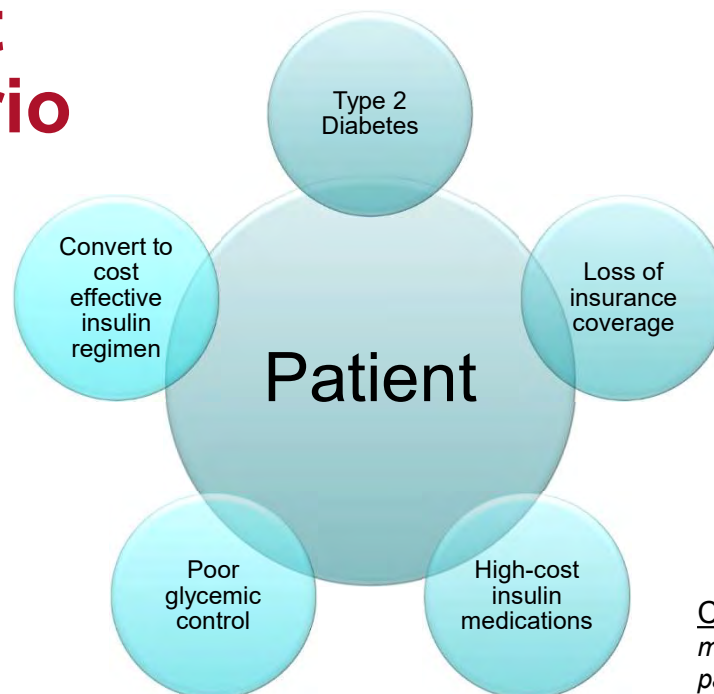 rio
Type 2
Diabetes
Convert to
cost
effective
insulin
regimen
Loss of
insurance
coverage
Patient
Poor
glycemic
control
High-cost
insulin
medications